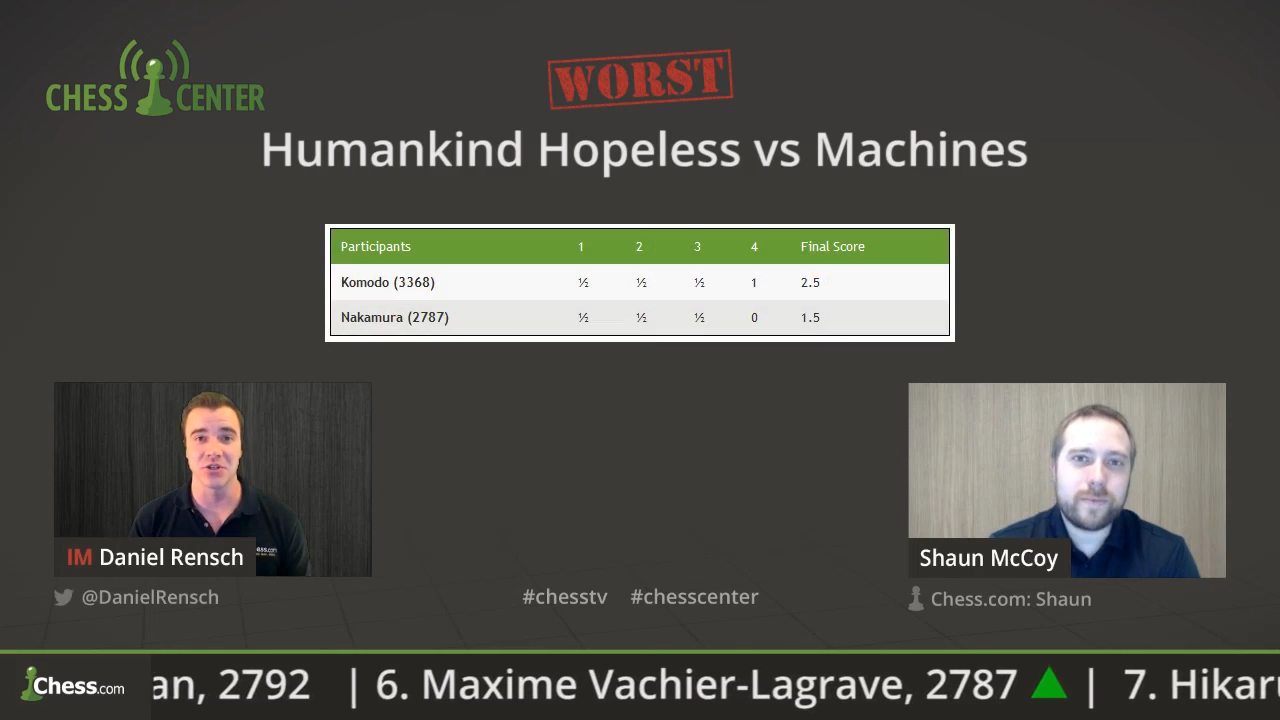 CHESS CENTER
WORST
Humankind Hopeless vs Machines
Participants 1 2 3 4 Final Score
Komodo (3368) ½ ½ ½ 1 2.5
Nakamura (2787) ½ ½ ½ 0 1.5
IM Daniel Rensch
Shaun McCoy
@DanielRensch
#chesstv #chesscenter
Chess.com: Shaun
Chess.com
an, 2792 | 6. Maxime Vachier-Lagrave, 2787 | 7. Hikaru